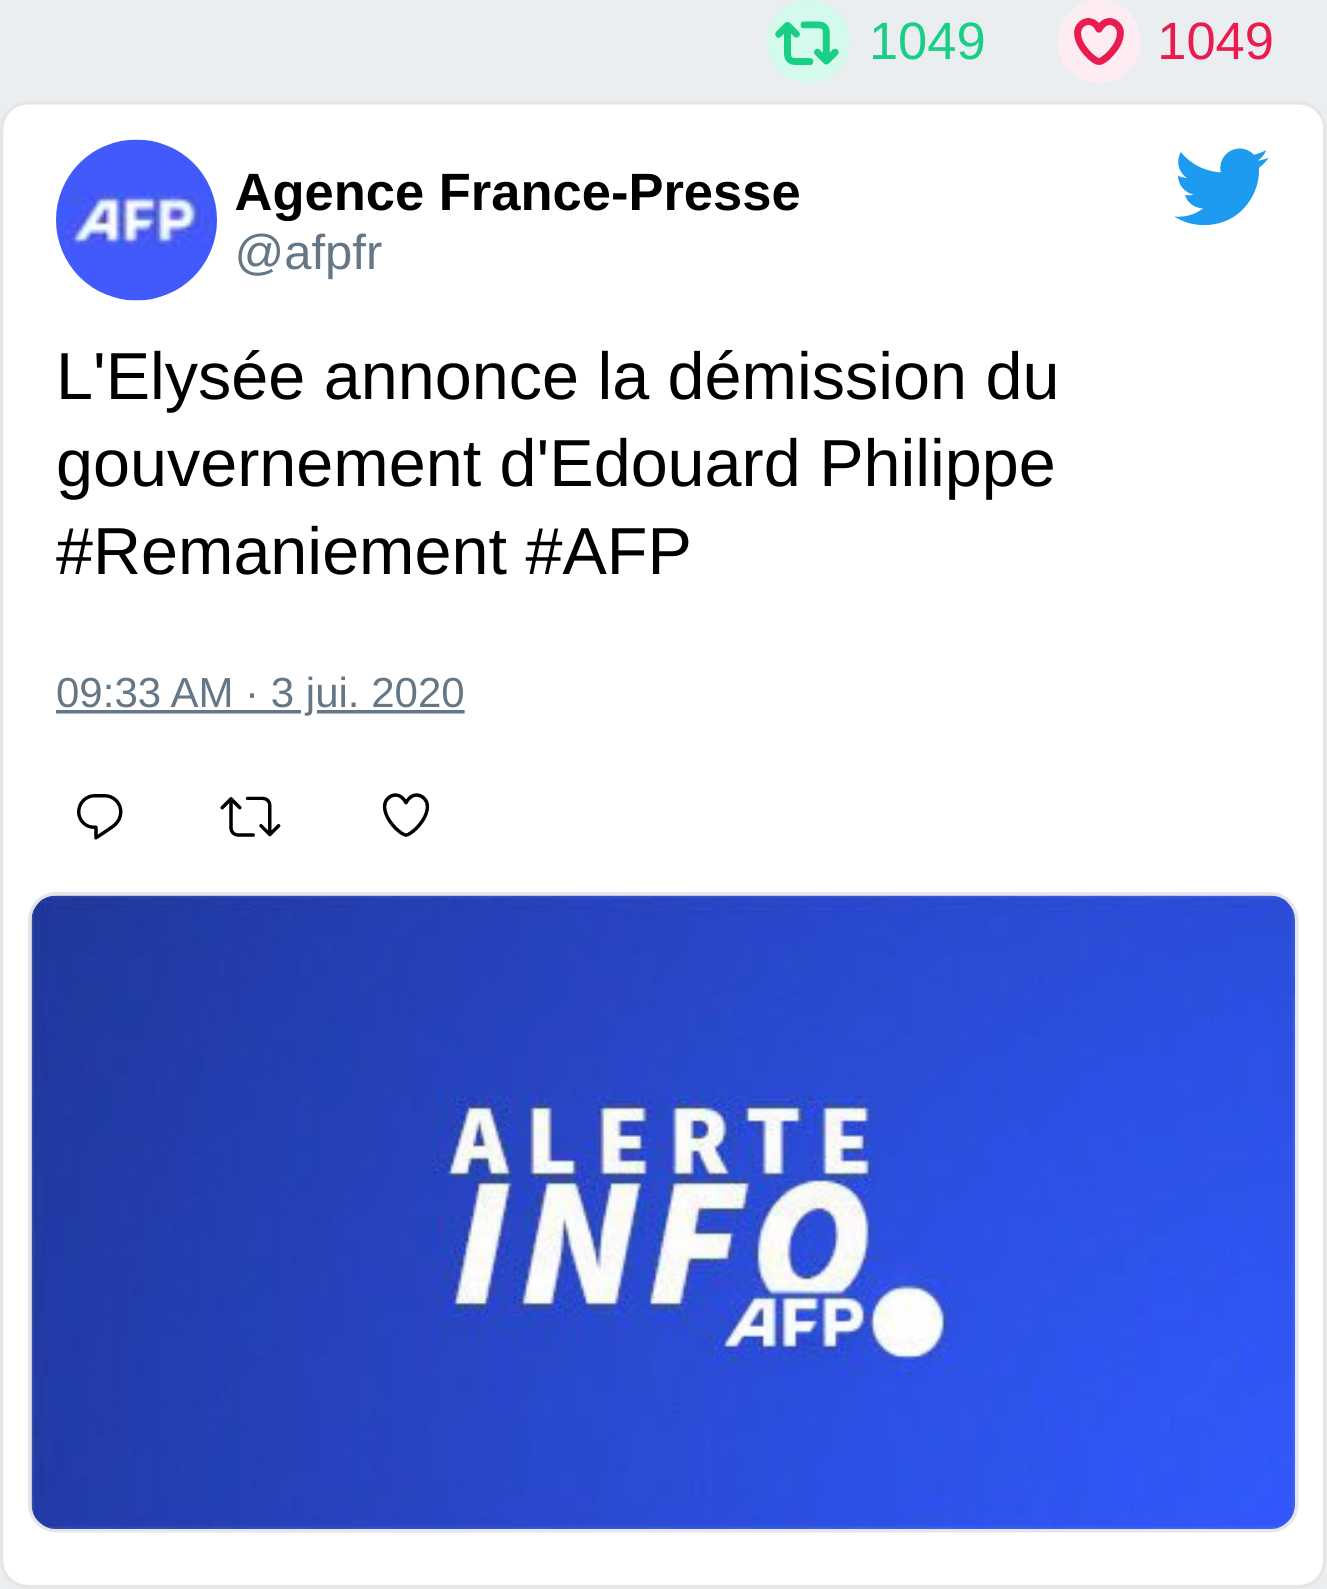 1049 1049
AFP
Agence France-Presse
@afpfr
L'Elysée annonce la démission du
gouvernement d'Edouard Philippe
#Remaniement #AFP
09:33 AM · 3 jui. 2020
ALERTE
INFO
AFP